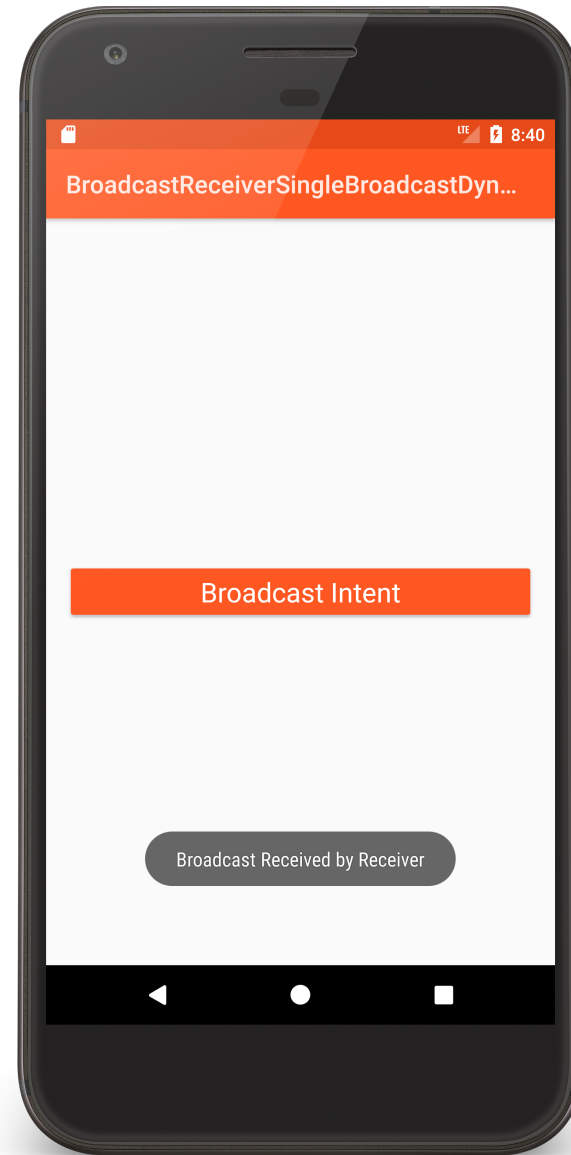 LTE 8:40
BroadcastReceiverSingleBroadcastDyn...
Broadcast Intent
Broadcast Received by Receiver